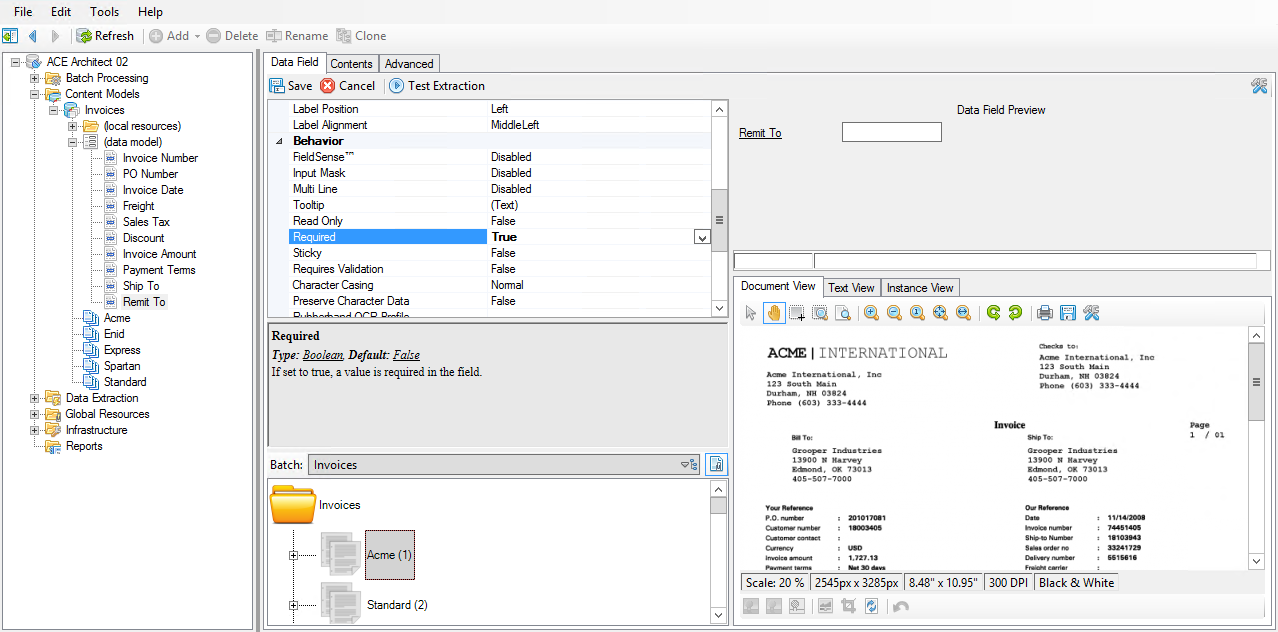 File Edit Tools Help
Refresh Add Delete Rename Clone
ACE Architect 02
Batch Processing
Content Models
Invoices
(local resources)
(data model)
Invoice Number
PO Number
Invoice Date
Freight
Sales Tax
Discount
Invoice Amount
Payment Terms
Ship To
Remit To
Acme
Enid
Express
Spartan
Standard
Data Extraction
Global Resources
Infrastructure
Reports
Data Field Contents Advanced
Save Cancel Test Extraction
Label Position Left
Label Alignment MiddleLeft
Behavior
FieldSense™ Disabled
Input Mask Disabled
Multi Line Disabled
Tooltip (Text)
Read Only False
Required True
Sticky False
Requires Validation False
Character Casing Normal
Preserve Character Data False
Rubberband OCR Profile
Required
Type: Boolean, Default: False
If set to true, a value is required in the field.
Batch: Invoices
Invoices
Acme (1)
Standard (2)
Data Field Preview
Remit To
Document View Text View Instance View
ACME | INTERNATIONAL
Acme International, Inc
123 South Main
Durham, NH 03824
Phone (603) 333-4444
Checks to:
Acme International, Inc
123 South Main
Durham, NH 03824
Phone (603) 333-4444
Invoice
Page
1 / 01
Bill To:
Grooper Industries
13900 N Harvey
Edmond, OK 73013
405-507-7000
Ship To:
Grooper Industries
13900 N Harvey
Edmond, OK 73013
405-507-7000
Your Reference
P.O. number : 201017081
Customer number : 18003405
Customer contact :
Currency : USD
Invoice amount : 1,727.13
Payment terms : Net 30 days
Our Reference
Date : 11/14/2008
Invoice number : 74451405
Ship-to Number : 18103943
Sales order no : 33241729
Delivery number : 5515616
Freight carrier :
Scale: 20 % 2545px x 3285px 8.48" x 10.95" 300 DPI Black & White